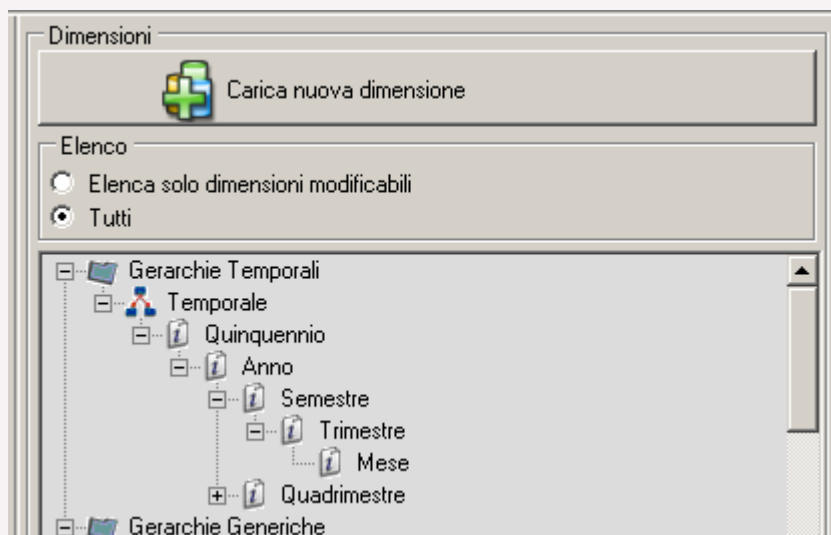 Dimensioni
Carica nuova dimensione
Elenco
Elenca solo dimensioni modificabili
Tutti
Gerarchie Temporali
Temporale
Quinquennio
Anno
Semestre
Trimestre
Mese
Quadrimestre
Gerarchie Generiche